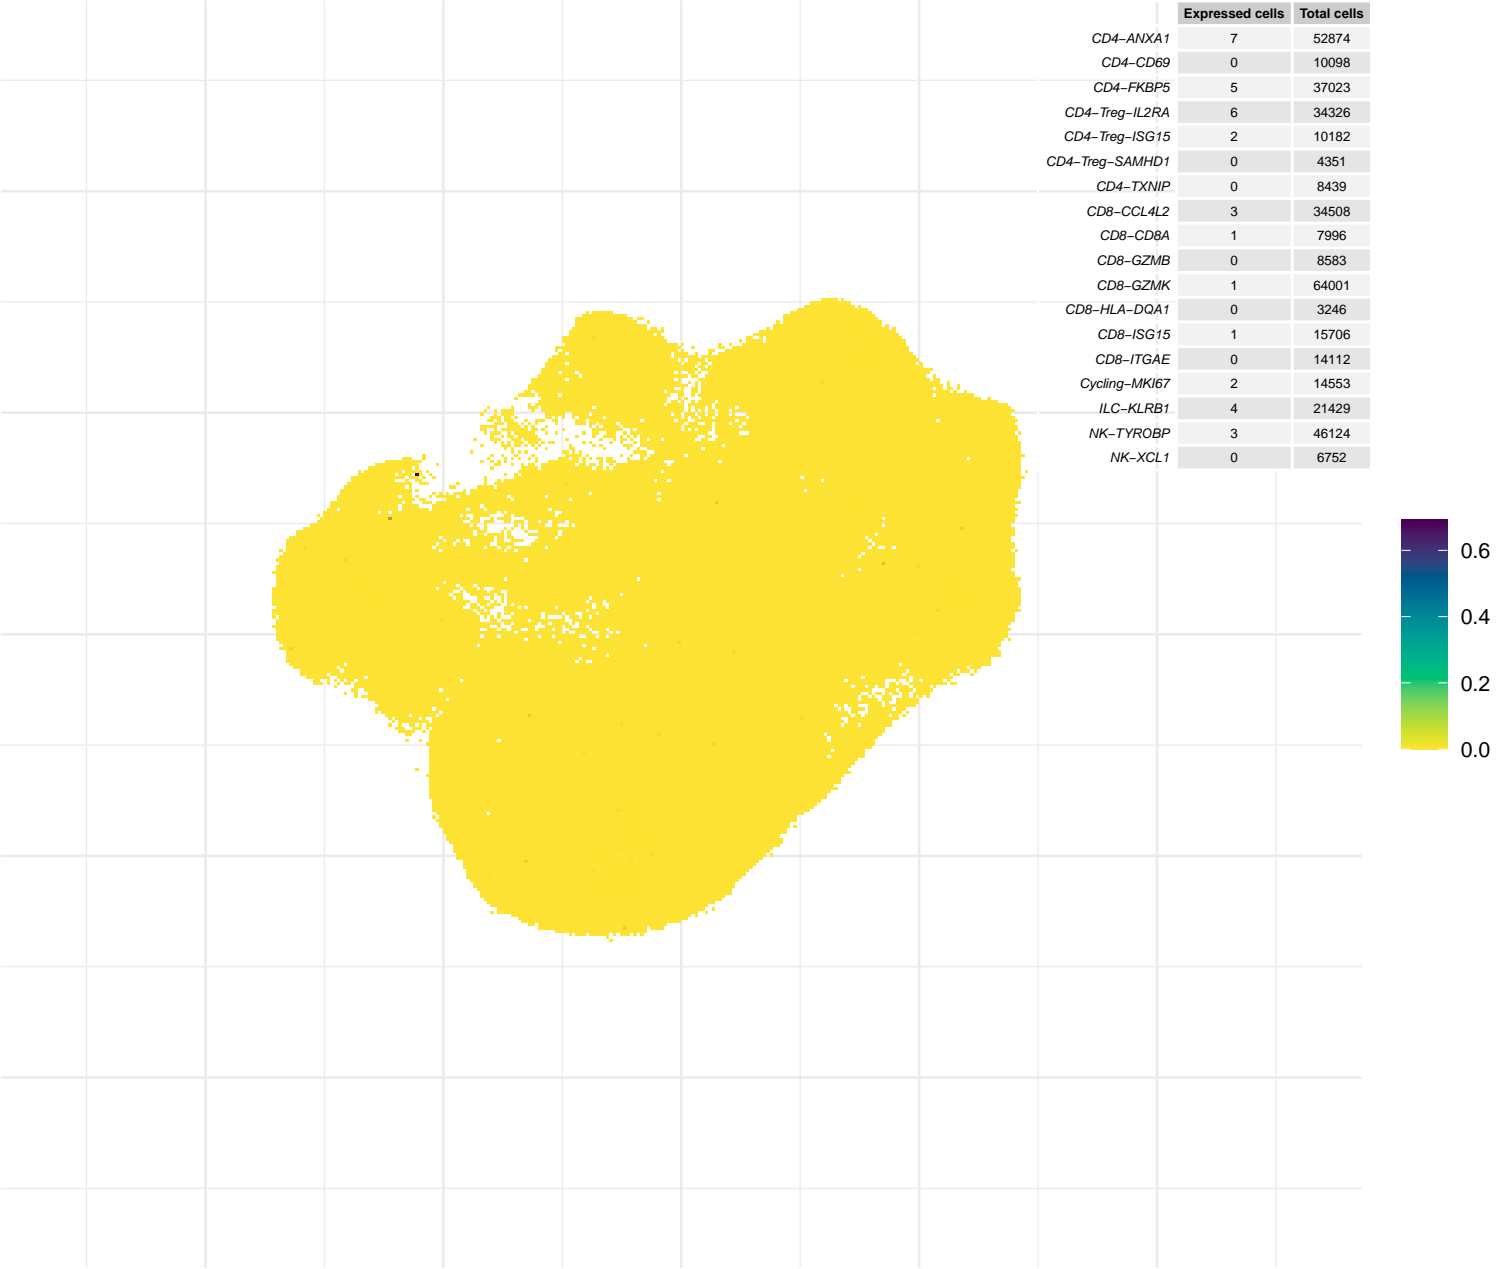 Expressed cells Total cells
CD4−ANXA1 7 52874
CD4−CD69 0 10098
CD4−FKBP5 5 37023
CD4−Treg−IL2RA 6 34326
CD4−Treg−ISG15 2 10182
CD4−Treg−SAMHD1 0 4351
CD4−TXNIP 0 8439
CD8−CCL4L2 3 34508
CD8−CD8A 1 7996
CD8−GZMB 0 8583
CD8−GZMK 1 64001
CD8−HLA−DQA1 0 3246
CD8−ISG15 1 15706
CD8−ITGAE 0 14112
Cycling−MKI67 2 14553
ILC−KLRB1 4 21429
NK−TYROBP 3 46124
NK−XCL1 0 6752
0.6
0.4
0.2
0.0